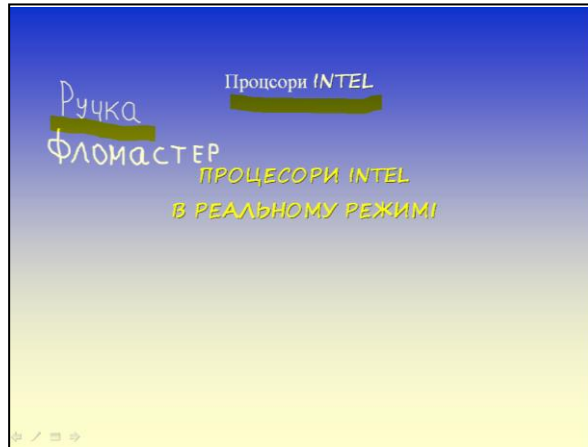 Процсори INTEL
Ручка
Фломастер
ПРОЦЕСОРИ INTEL
В РЕАЛЬНОМУ РЕЖИМІ